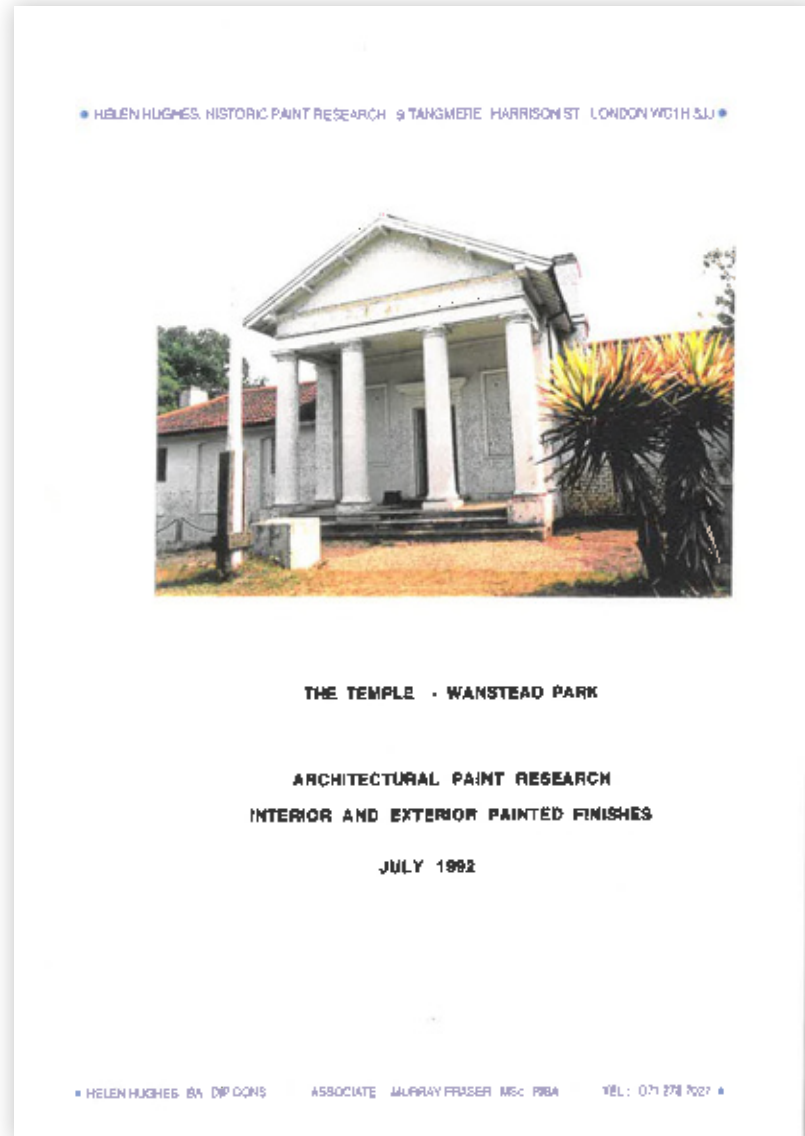 • HELEN HUGHES. HISTORIC PAINT RESEARCH 9 TANGMERE HARRISON ST LONDON WC1H 8JJ •
THE TEMPLE - WANSTEAD PARK
ARCHITECTURAL PAINT RESEARCH
INTERIOR AND EXTERIOR PAINTED FINISHES
JULY 1992
• HELEN HUGHES BA DIP CONS ASSOCIATE MURRAY FRASER MSc RIBA TEL: 071 278 •